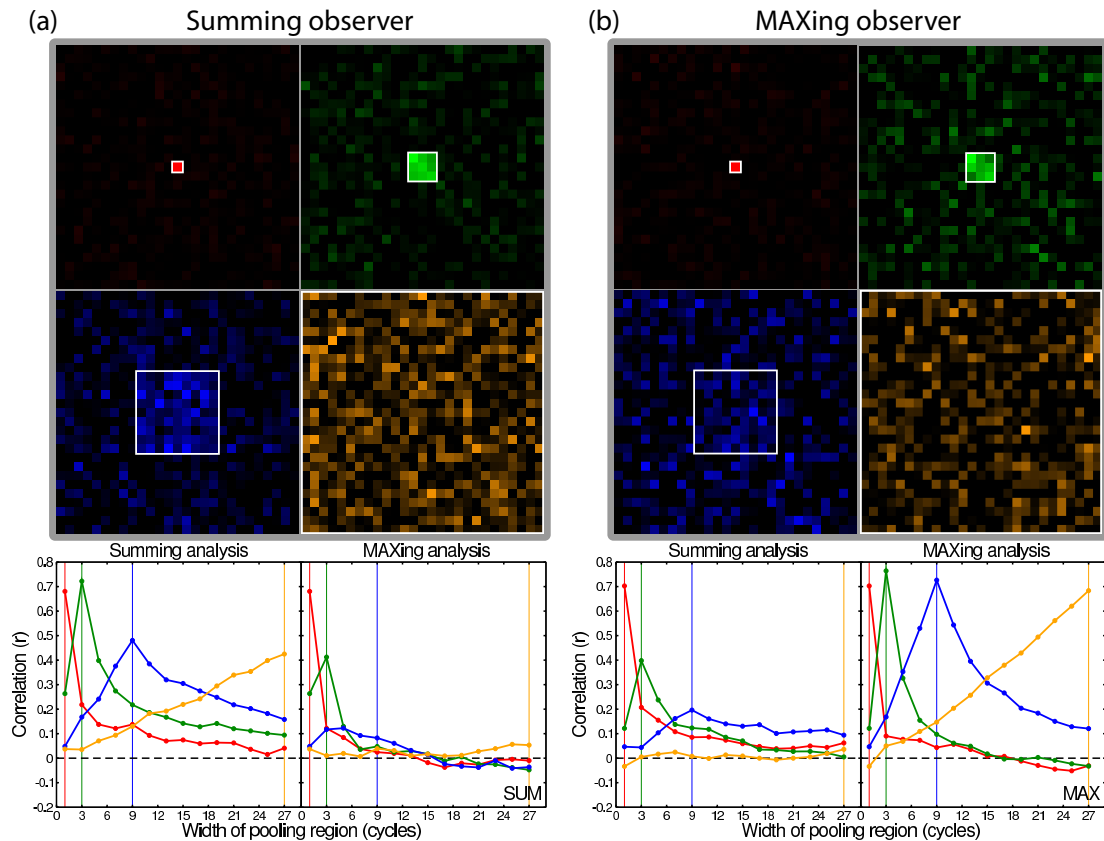 (a) Summing observer
(b) MAXing observer
Summing analysis MAXing analysis
Summing analysis MAXing analysis
Correlation (r)
0.8
0.7
0.6
0.5
0.4
0.3
0.2
0.1
0
-0.1
-0.2
SUM
0 3 6 9 12 15 18 21 24 27 0 3 6 9 12 15 18 21 24 27
Width of pooling region (cycles)
Correlation (r)
0.8
0.7
0.6
0.5
0.4
0.3
0.2
0.1
0
-0.1
-0.2
MAX
0 3 6 9 12 15 18 21 24 27 0 3 6 9 12 15 18 21 24 27
Width of pooling region (cycles)